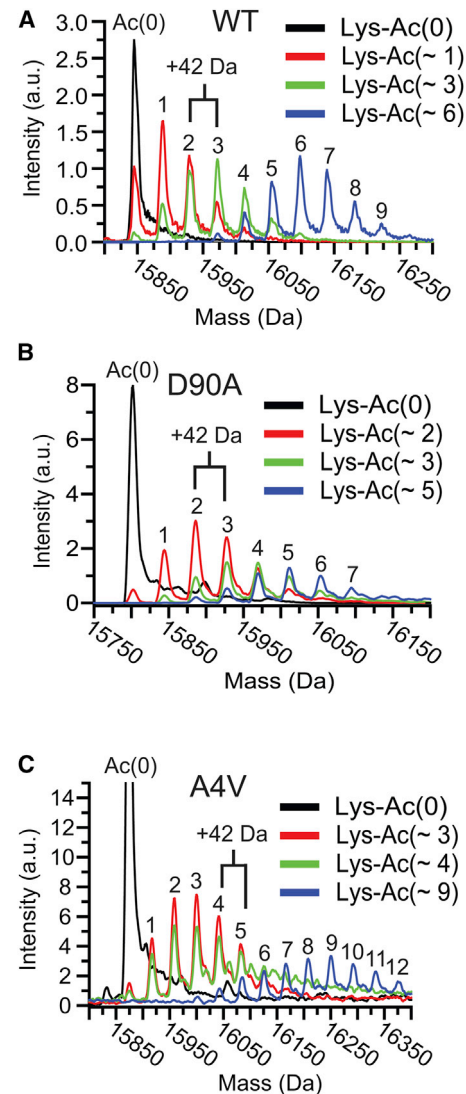 A
WT
Ac(0)
+42 Da
Lys-Ac(0)
Lys-Ac(~ 1)
Lys-Ac(~ 3)
Lys-Ac(~ 6)
Intensity (a.u.)
3.0
2.5
2.0
1.5
1.0
0.5
0.0
1 2 3 4 5 6 7 8 9
15850 15950 16050 16150 16250
Mass (Da)
B
Ac(0)
D90A
+42 Da
Lys-Ac(0)
Lys-Ac(~ 2)
Lys-Ac(~ 3)
Lys-Ac(~ 5)
Intensity (a.u.)
8
6
4
2
0
1 2 3 4 5 6 7
15750 15850 15950 16050 16150
Mass (Da)
C
Ac(0)
A4V
+42 Da
Lys-Ac(0)
Lys-Ac(~ 3)
Lys-Ac(~ 4)
Lys-Ac(~ 9)
Intensity (a.u.)
14
12
10
8
6
4
2
0
1 2 3 4 5 6 7 8 9 10 11 12
15850 15950 16050 16150 16250 16350
Mass (Da)